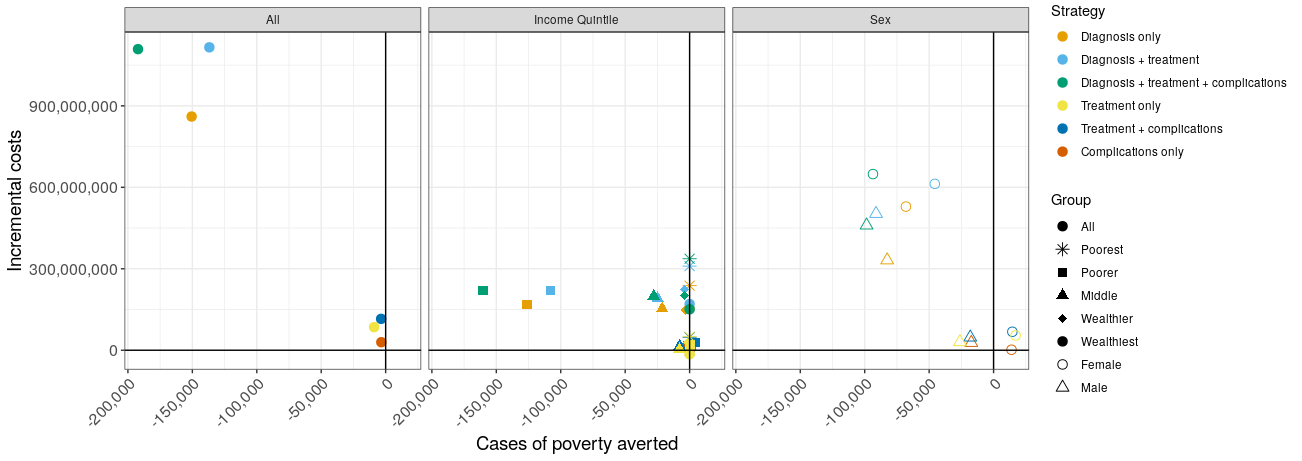 All
Income Quintile
Sex
Incremental costs
900,000,000
600,000,000
300,000,000
0
-200,000
-150,000
-100,000
-50,000
0
-200,000
-150,000
-100,000
-50,000
0
-200,000
-150,000
-100,000
-50,000
0
Cases of poverty averted
Strategy
Diagnosis only
Diagnosis + treatment
Diagnosis + treatment + complications
Treatment only
Treatment + complications
Complications only
Group
All
Poorest
Poorer
Middle
Wealthier
Wealthiest
Female
Male